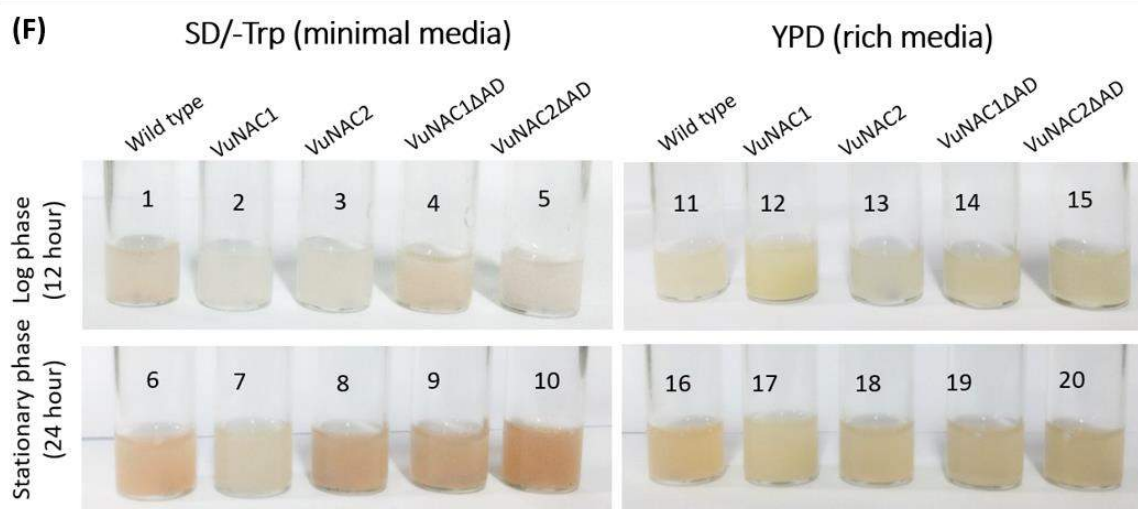 (F)
SD/-Trp (minimal media)
YPD (rich media)
Wild type
VuNAC1
VuNAC2
VuNAC1ΔAD
VuNAC2ΔAD
Wild type
VuNAC1
VuNAC2
VuNAC1ΔAD
VuNAC2ΔAD
Log phase
(12 hour)
1 2 3 4 5
11 12 13 14 15
Stationary phase
(24 hour)
6 7 8 9 10
16 17 18 19 20